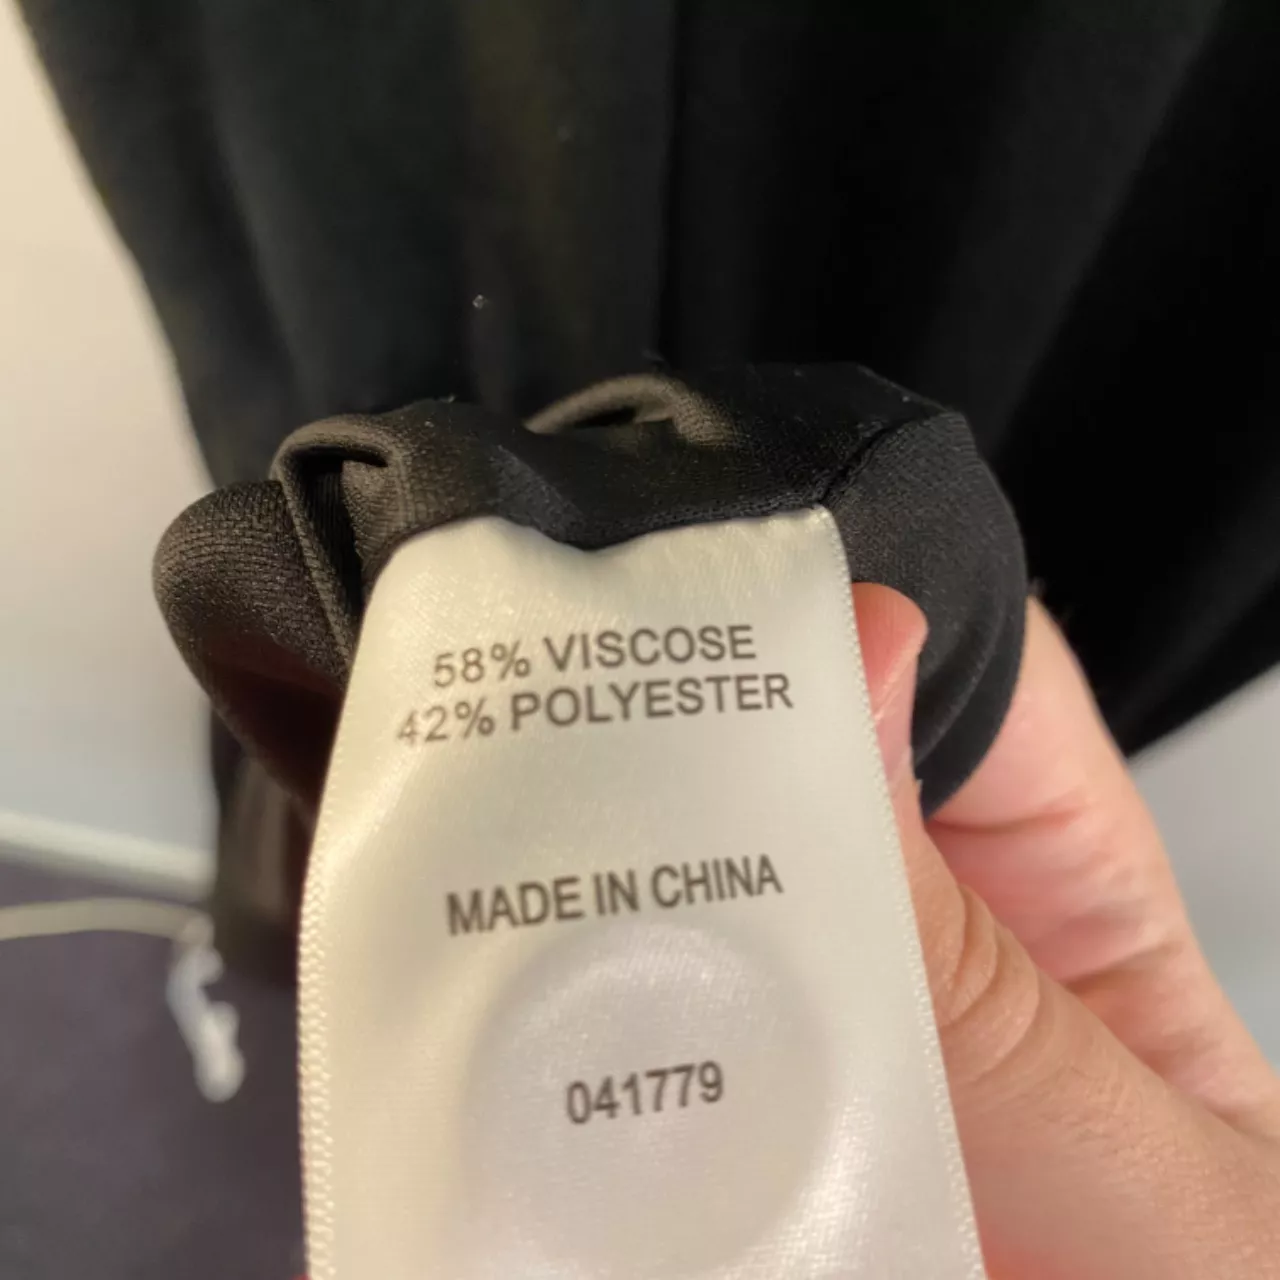 58% VISCOSE
42% POLYESTER
MADE IN CHINA
041779